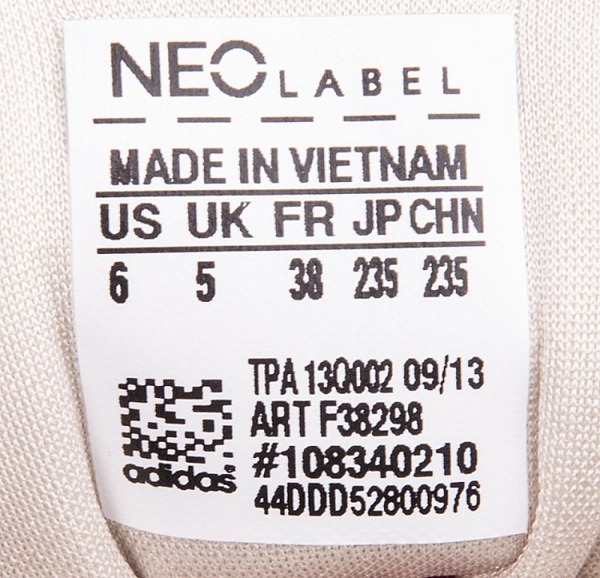 NEO LABEL
MADE IN VIETNAM
US UK FR JP CHN
6 5 38 235 235
TPA 13Q002 09/13
ART F38298
#108340210
adidas®
44DDD52800976